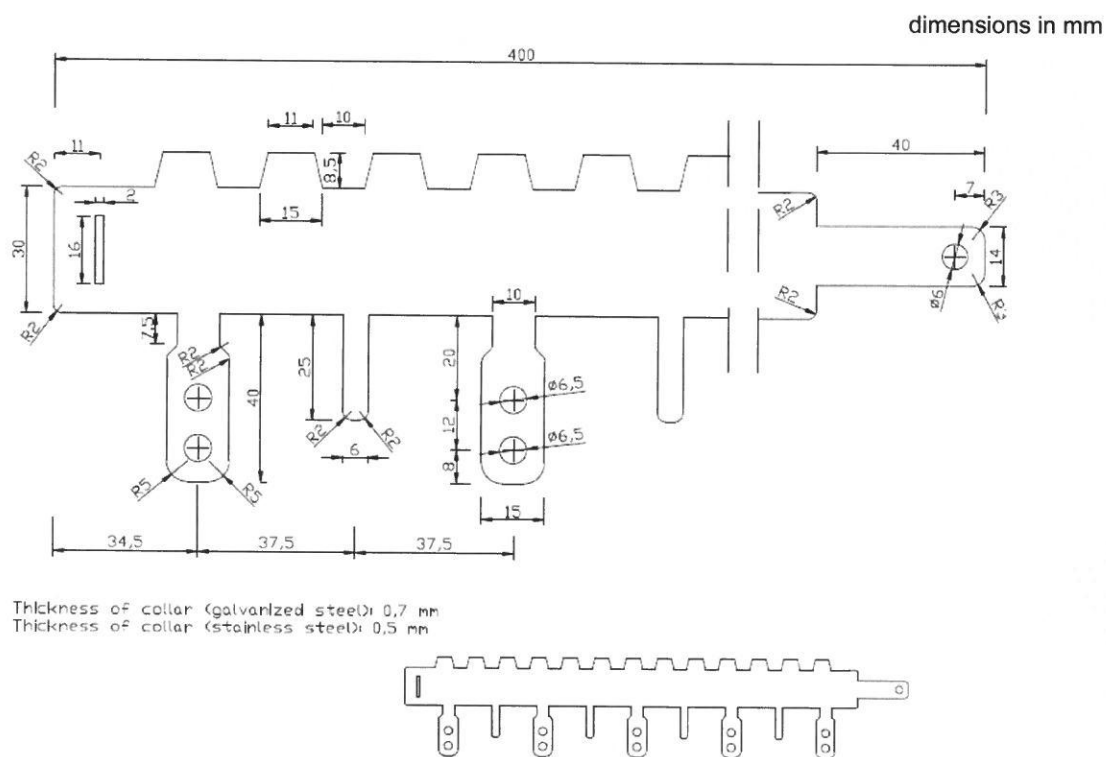 dimensions in mm
400
11
10
11
R2
8,5
40
7
R3
2
15
R2
30
16
14
Ø6
R2
R2
10
7,5
R2
R2
20
25
40
Ø6,5
12
R2
R2
Ø6,5
6
8
R5
R5
15
34,5
37,5
37,5
Thickness of collar (galvanized steel): 0,7 mm
Thickness of collar (stainless steel): 0,5 mm